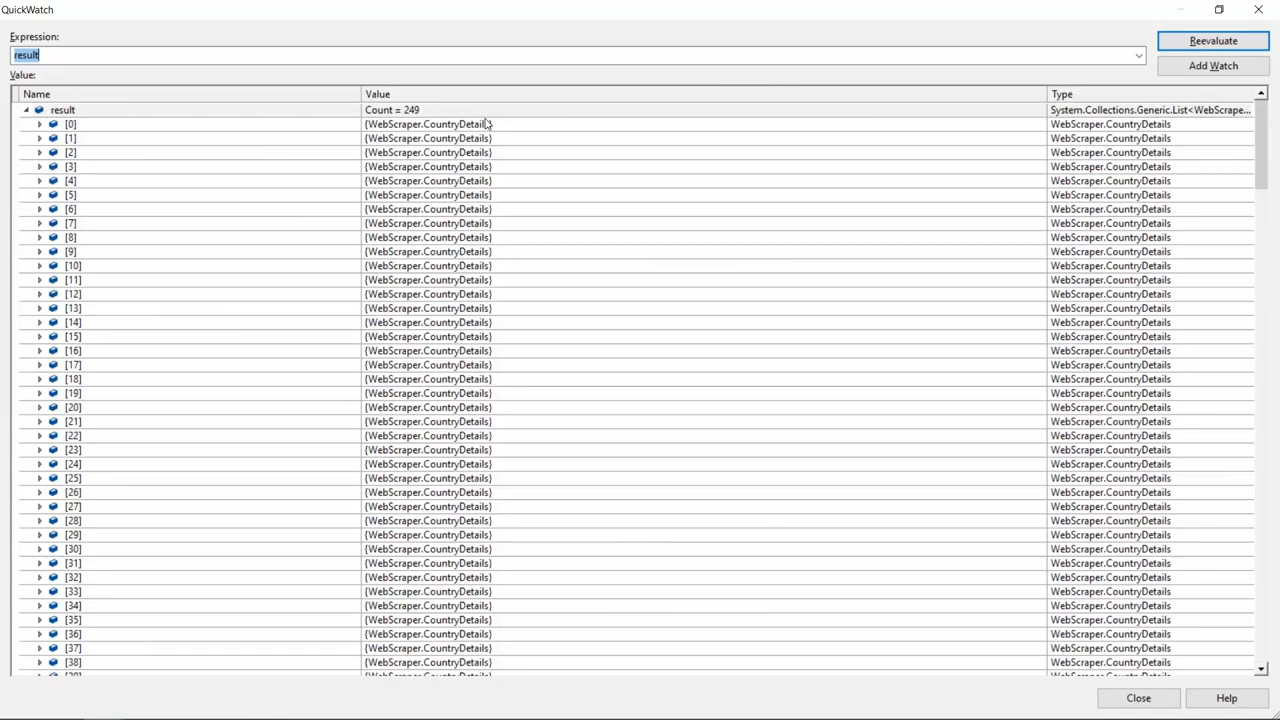 QuickWatch
Expression:
result
Reevaluate
Add Watch
Value:
Name Value Type
result Count = 249 System.Collections.Generic.List<WebScrape...
[0] {WebScraper.CountryDetails} WebScraper.CountryDetails
[1] {WebScraper.CountryDetails} WebScraper.CountryDetails
[2] {WebScraper.CountryDetails} WebScraper.CountryDetails
[3] {WebScraper.CountryDetails} WebScraper.CountryDetails
[4] {WebScraper.CountryDetails} WebScraper.CountryDetails
[5] {WebScraper.CountryDetails} WebScraper.CountryDetails
[6] {WebScraper.CountryDetails} WebScraper.CountryDetails
[7] {WebScraper.CountryDetails} WebScraper.CountryDetails
[8] {WebScraper.CountryDetails} WebScraper.CountryDetails
[9] {WebScraper.CountryDetails} WebScraper.CountryDetails
[10] {WebScraper.CountryDetails} WebScraper.CountryDetails
[11] {WebScraper.CountryDetails} WebScraper.CountryDetails
[12] {WebScraper.CountryDetails} WebScraper.CountryDetails
[13] {WebScraper.CountryDetails} WebScraper.CountryDetails
[14] {WebScraper.CountryDetails} WebScraper.CountryDetails
[15] {WebScraper.CountryDetails} WebScraper.CountryDetails
[16] {WebScraper.CountryDetails} WebScraper.CountryDetails
[17] {WebScraper.CountryDetails} WebScraper.CountryDetails
[18] {WebScraper.CountryDetails} WebScraper.CountryDetails
[19] {WebScraper.CountryDetails} WebScraper.CountryDetails
[20] {WebScraper.CountryDetails} WebScraper.CountryDetails
[21] {WebScraper.CountryDetails} WebScraper.CountryDetails
[22] {WebScraper.CountryDetails} WebScraper.CountryDetails
[23] {WebScraper.CountryDetails} WebScraper.CountryDetails
[24] {WebScraper.CountryDetails} WebScraper.CountryDetails
[25] {WebScraper.CountryDetails} WebScraper.CountryDetails
[26] {WebScraper.CountryDetails} WebScraper.CountryDetails
[27] {WebScraper.CountryDetails} WebScraper.CountryDetails
[28] {WebScraper.CountryDetails} WebScraper.CountryDetails
[29] {WebScraper.CountryDetails} WebScraper.CountryDetails
[30] {WebScraper.CountryDetails} WebScraper.CountryDetails
[31] {WebScraper.CountryDetails} WebScraper.CountryDetails
[32] {WebScraper.CountryDetails} WebScraper.CountryDetails
[33] {WebScraper.CountryDetails} WebScraper.CountryDetails
[34] {WebScraper.CountryDetails} WebScraper.CountryDetails
[35] {WebScraper.CountryDetails} WebScraper.CountryDetails
[36] {WebScraper.CountryDetails} WebScraper.CountryDetails
[37] {WebScraper.CountryDetails} WebScraper.CountryDetails
[38] {WebScraper.CountryDetails} WebScraper.CountryDetails
Close Help